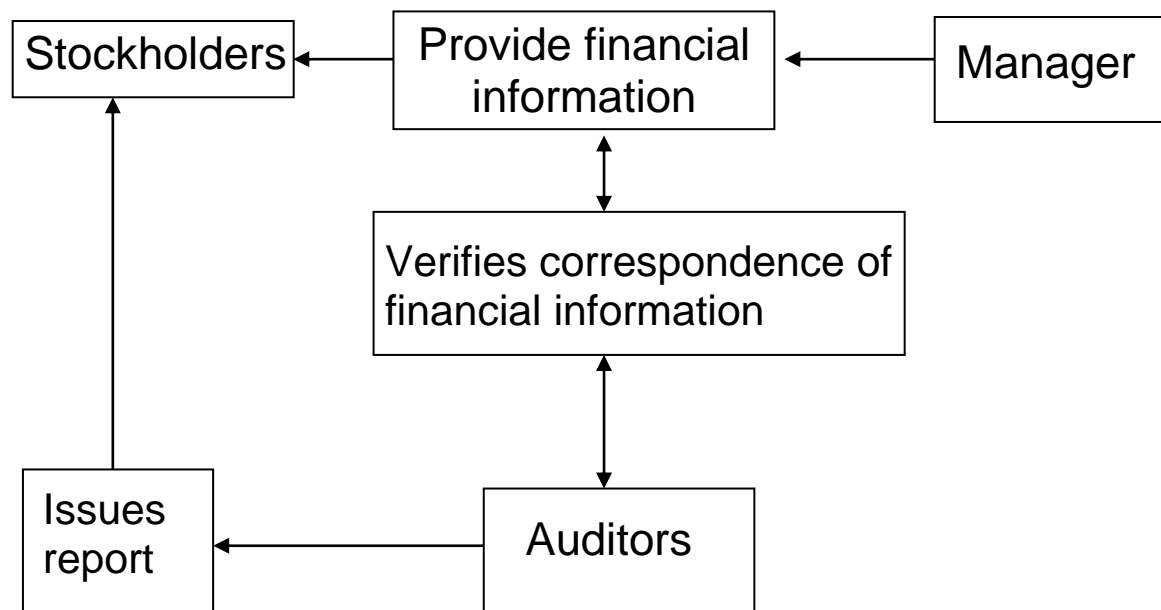 Stockholders
Provide financial
information
Manager
Verifies correspondence of
financial information
Issues
report
Auditors